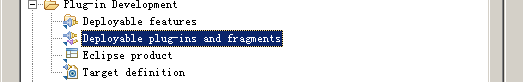 Plug-in Development
Deployable features
Deployable plug-ins and fragments
Eclipse product
Target definition